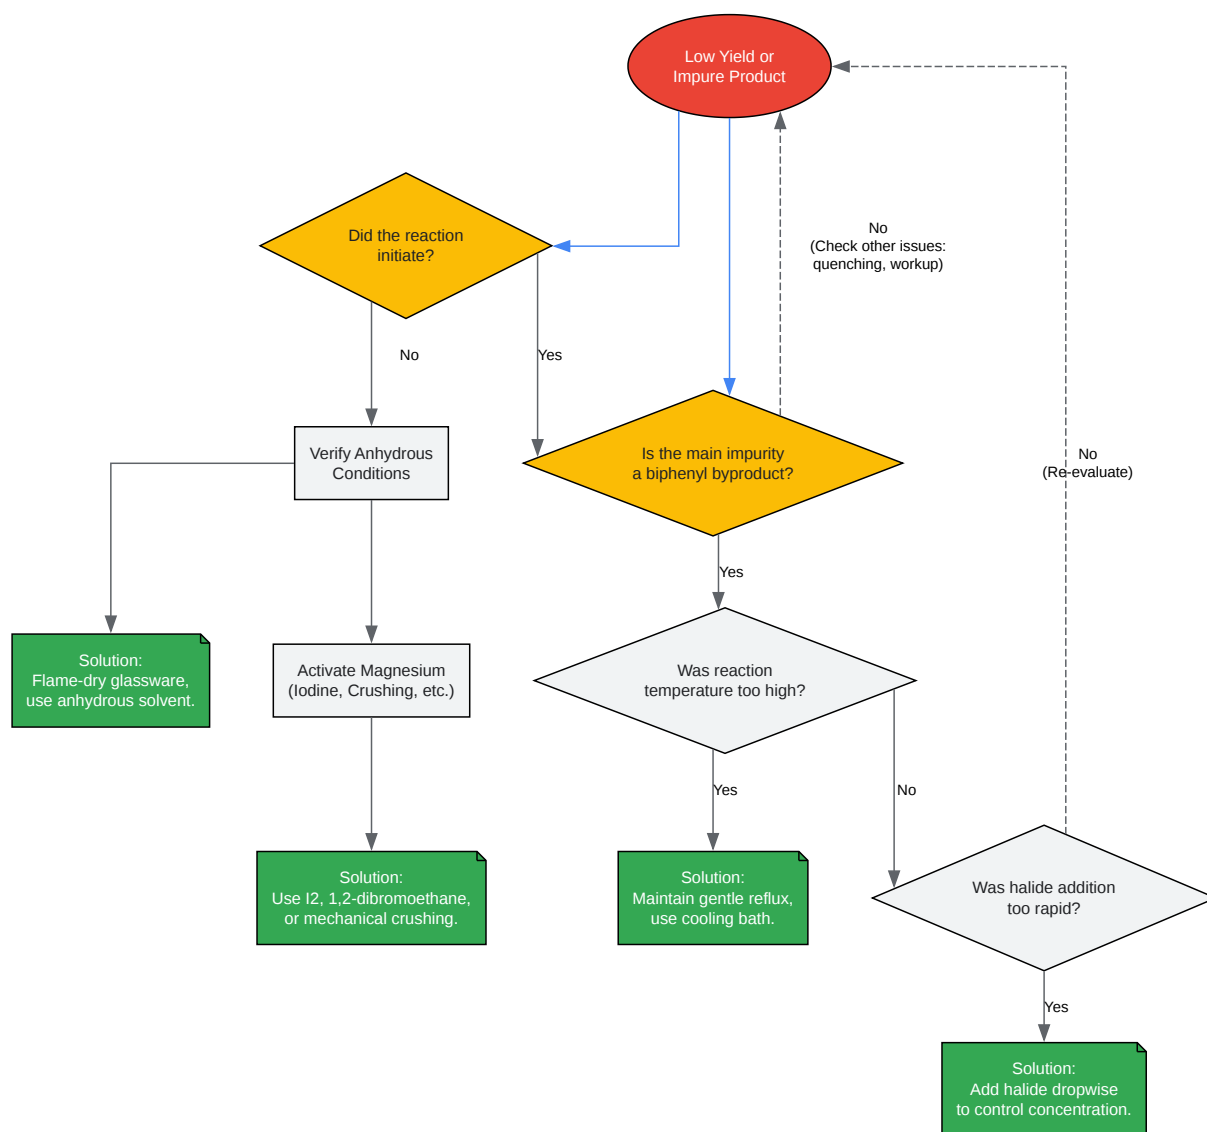 Low Yield or
Impure Product
Did the reaction
initiate?
No
(Check other issues:
quenching, workup)
No
Yes
Verify Anhydrous
Conditions
Is the main impurity
a biphenyl byproduct?
No
(Re-evaluate)
Yes
Solution:
Flame-dry glassware,
use anhydrous solvent.
Activate Magnesium
(Iodine, Crushing, etc.)
Was reaction
temperature too high?
Yes
No
Solution:
Use I2, 1,2-dibromoethane,
or mechanical crushing.
Solution:
Maintain gentle reflux,
use cooling bath.
Was halide addition
too rapid?
Yes
Solution:
Add halide dropwise
to control concentration.